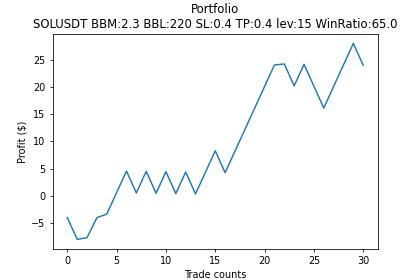 Portfolio
SOLUSDT BBM:2.3 BBL:220 SL:0.4 TP:0.4 lev:15 WinRatio:65.0
25
20
15
10
5
0
−5
Profit ($)
0 5 10 15 20 25 30
Trade counts